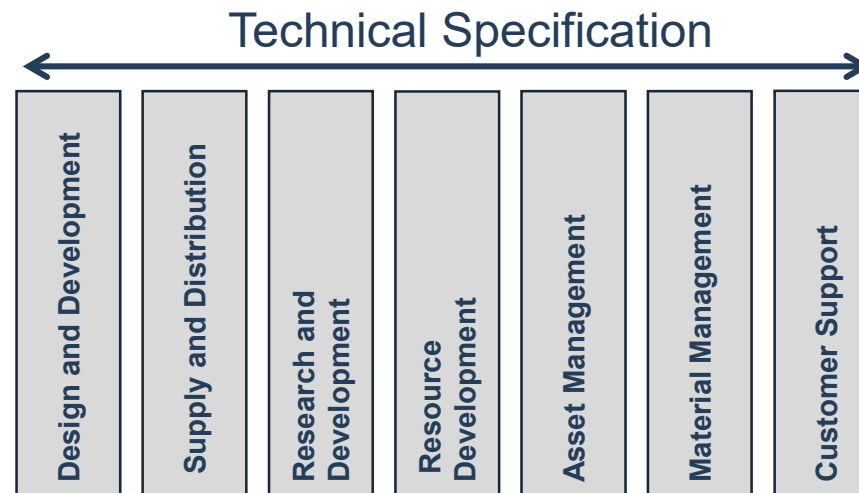 Technical Specification
Design and Development
Supply and Distribution
Research and
Development
Resource
Development
Asset Management
Material Management
Customer Support